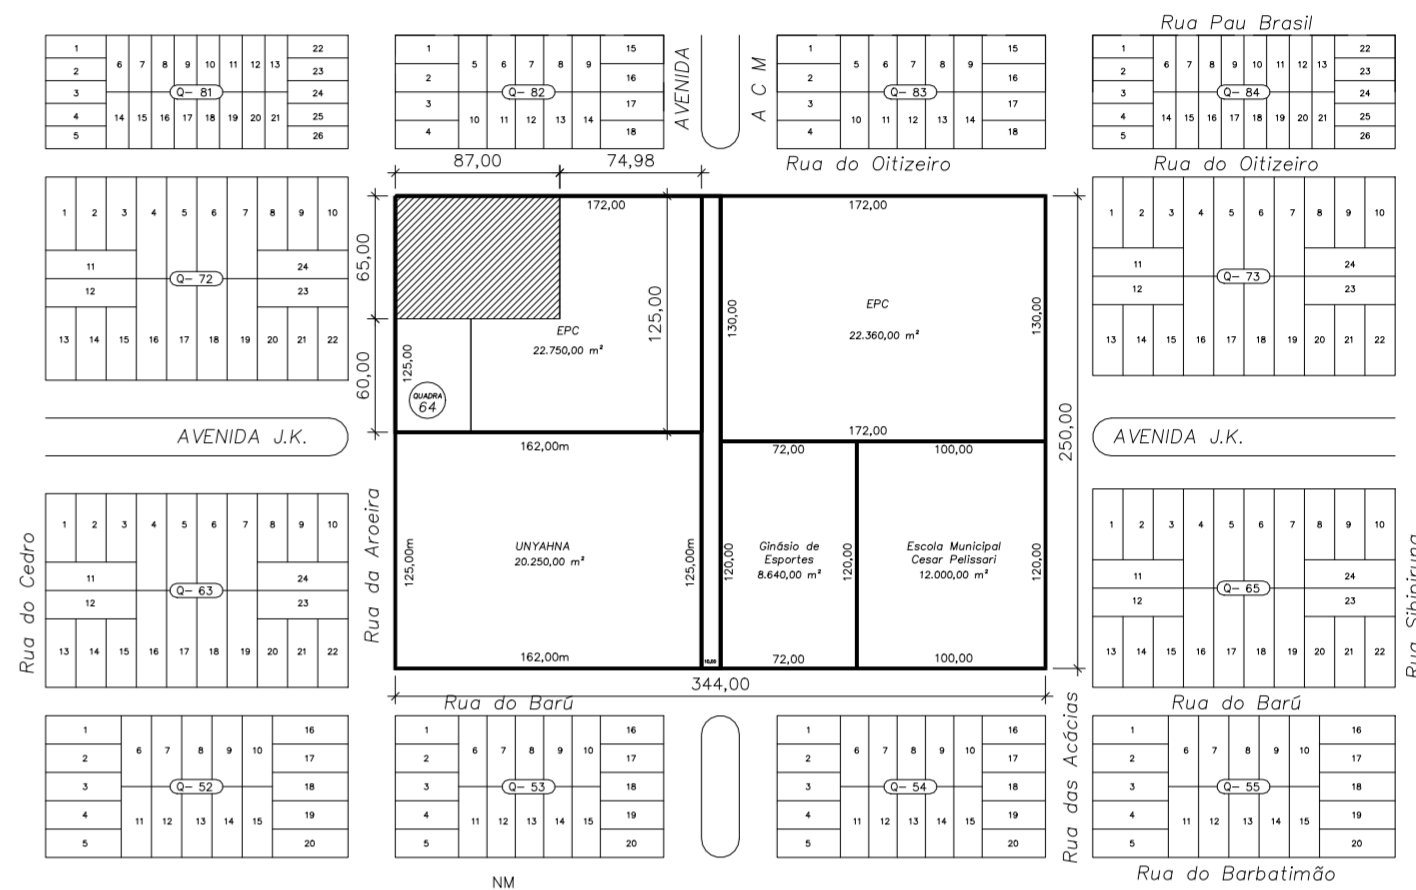 Rua Pau Brasil
1
2
3
4
5
6 7 8 9 10 11 12 13
Q- 81
14 15 16 17 18 19 20 21
22
23
24
25
26
1
2
3
4
5 6 7 8 9
Q- 82
10 11 12 13 14
15
16
17
18
AVENIDA
A C M
1
2
3
4
5 6 7 8 9
Q- 83
10 11 12 13 14
15
16
17
18
1
2
3
4
5
6 7 8 9 10 11 12 13
Q- 84
14 15 16 17 18 19 20 21
22
23
24
25
26
87,00
74,98
Rua do Oitizeiro
Rua do Oitizeiro
1 2 3 4 5 6 7 8 9 10
11
12
Q- 72
24
23
13 14 15 16 17 18 19 20 21 22
65,00
60,00
172,00
125,00
EPC
22.750,00 m²
125,00
QUADRA
64
172,00
130,00
EPC
22.360,00 m²
130,00
172,00
250,00
1 2 3 4 5 6 7 8 9 10
11
12
Q- 73
24
23
13 14 15 16 17 18 19 20 21 22
AVENIDA J.K.
AVENIDA J.K.
162,00m
125,00m
UNYAHNA
20.250,00 m²
125,00m
162,00m
10,00
72,00
120,00
Ginásio de
Esportes
8.640,00 m²
120,00
72,00
100,00
Escola Municipal
Cesar Pelissari
12.000,00 m²
120,00
100,00
Rua do Cedro
1 2 3 4 5 6 7 8 9 10
11
12
Q- 63
24
23
13 14 15 16 17 18 19 20 21 22
Rua da Aroeira
1 2 3 4 5 6 7 8 9 10
11
12
Q- 65
24
23
13 14 15 16 17 18 19 20 21 22
Rua Sibipiruna
344,00
Rua do Barú
Rua do Barú
1
2
3
4
5
6 7 8 9 10
Q- 52
11 12 13 14 15
16
17
18
19
20
1
2
3
4
5
6 7 8 9 10
Q- 53
11 12 13 14 15
16
17
18
19
20
1
2
3
4
5
6 7 8 9 10
Q- 54
11 12 13 14 15
16
17
18
19
20
Rua das Acácias
1
2
3
4
5
6 7 8 9 10
Q- 55
11 12 13 14 15
16
17
18
19
20
Rua do Barbatimão
NM